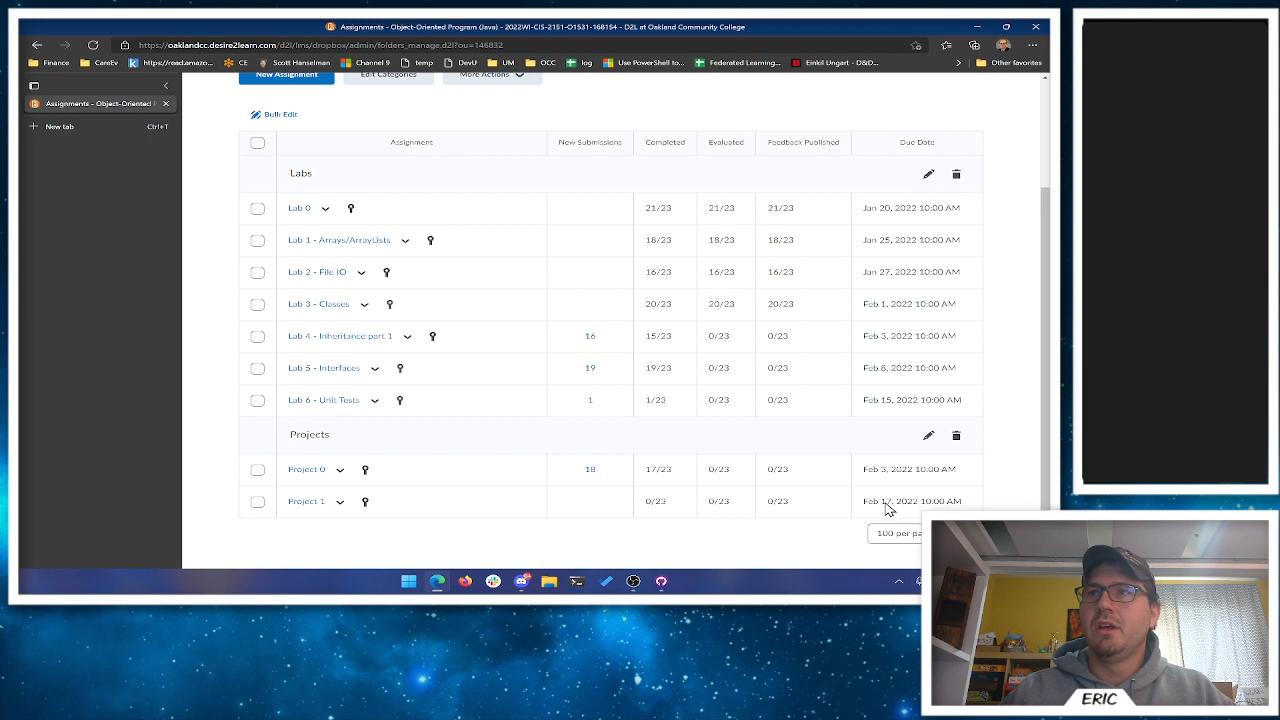 Assignments - Object-Oriented Program (Java) - 2022WI-CIS-2151-O1531-168154 - D2L at Oakland Community College
https://oaklandcc.desire2learn.com/d2l/lms/dropbox/admin/folders_manage.d2l?ou=146832
Finance CareEv https://read.amazo... CE Scott Hanselman Channel 9 temp DevU UM OCC log Use PowerShell to... Federated Learning... Einkil Ungart - D&D... Other favorites
Assignments - Object-Oriented P
New tab Ctrl+T
New Assignment Edit Categories More Actions
Bulk Edit
Assignment New Submissions Completed Evaluated Feedback Published Due Date
Labs
Lab 0 21/23 21/23 21/23 Jan 20, 2022 10:00 AM
Lab 1 - Arrays/ArrayLists 18/23 18/23 18/23 Jan 25, 2022 10:00 AM
Lab 2 - File IO 16/23 16/23 16/23 Jan 27, 2022 10:00 AM
Lab 3 - Classes 20/23 20/23 20/23 Feb 1, 2022 10:00 AM
Lab 4 - Inheritance part 1 16 15/23 0/23 0/23 Feb 3, 2022 10:00 AM
Lab 5 - Interfaces 19 19/23 0/23 0/23 Feb 8, 2022 10:00 AM
Lab 6 - Unit Tests 1 1/23 0/23 0/23 Feb 15, 2022 10:00 AM
Projects
Project 0 18 17/23 0/23 0/23 Feb 3, 2022 10:00 AM
Project 1 0/23 0/23 0/23 Feb 17, 2022 10:00 AM
100 per pa
ERIC